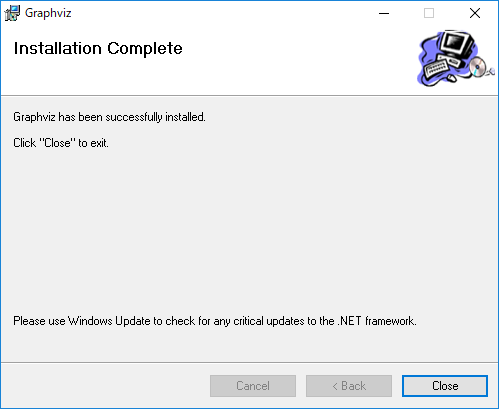 Graphviz
Installation Complete
Graphviz has been successfully installed.
Click "Close" to exit.
Please use Windows Update to check for any critical updates to the .NET framework.
Cancel
< Back
Close